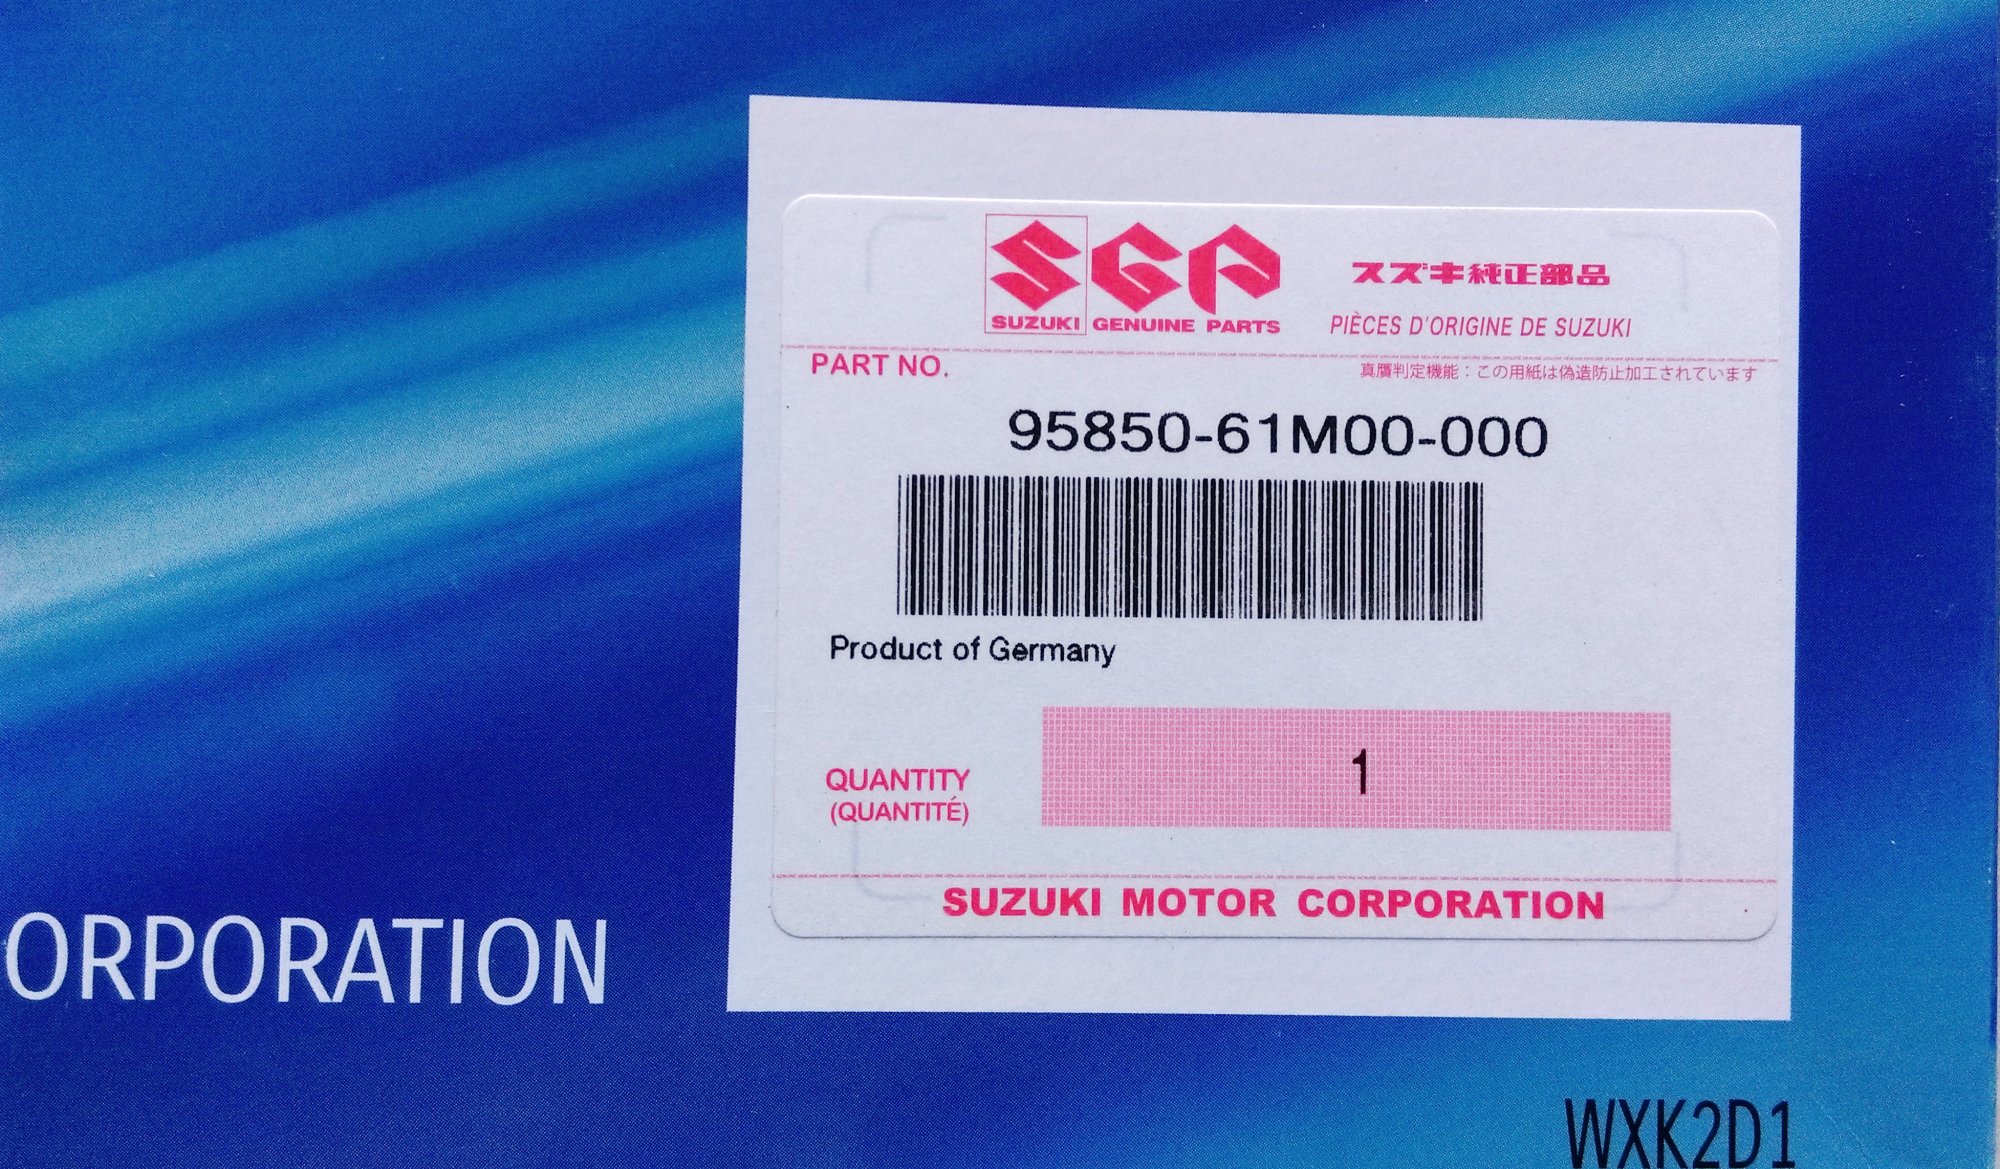 SGP
SUZUKI GENUINE PARTS
スズキ純正部品
PIÈCES D'ORIGINE DE SUZUKI
PART NO.
真贋判定機能：この用紙は偽造防止加工されています
95850-61M00-000
Product of Germany
QUANTITY
(QUANTITÉ)
1
SUZUKI MOTOR CORPORATION
ORPORATION
WXK2D1